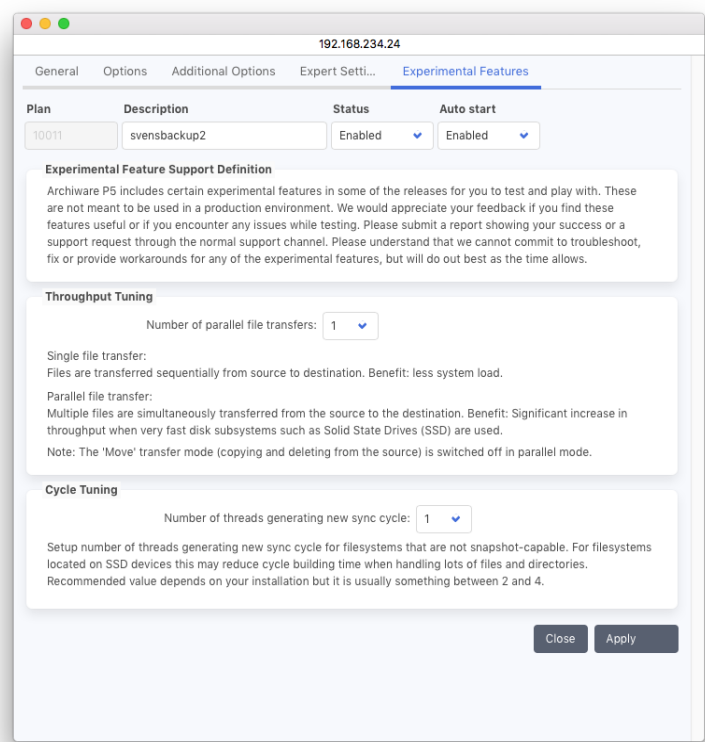 192.168.234.24
General Options Additional Options Expert Setti... Experimental Features
Plan Description Status Auto start
10011 svensbackup2 Enabled Enabled
Experimental Feature Support Definition
Archiware P5 includes certain experimental features in some of the releases for you to test and play with. These
are not meant to be used in a production environment. We would appreciate your feedback if you find these
features useful or if you encounter any issues while testing. Please submit a report showing your success or a
support request through the normal support channel. Please understand that we cannot commit to troubleshoot,
fix or provide workarounds for any of the experimental features, but will do out best as the time allows.
Throughput Tuning
Number of parallel file transfers: 1
Single file transfer:
Files are transferred sequentially from source to destination. Benefit: less system load.
Parallel file transfer:
Multiple files are simultaneously transferred from the source to the destination. Benefit: Significant increase in
throughput when very fast disk subsystems such as Solid State Drives (SSD) are used.
Note: The 'Move' transfer mode (copying and deleting from the source) is switched off in parallel mode.
Cycle Tuning
Number of threads generating new sync cycle: 1
Setup number of threads generating new sync cycle for filesystems that are not snapshot-capable. For filesystems
located on SSD devices this may reduce cycle building time when handling lots of files and directories.
Recommended value depends on your installation but it is usually something between 2 and 4.
Close Apply